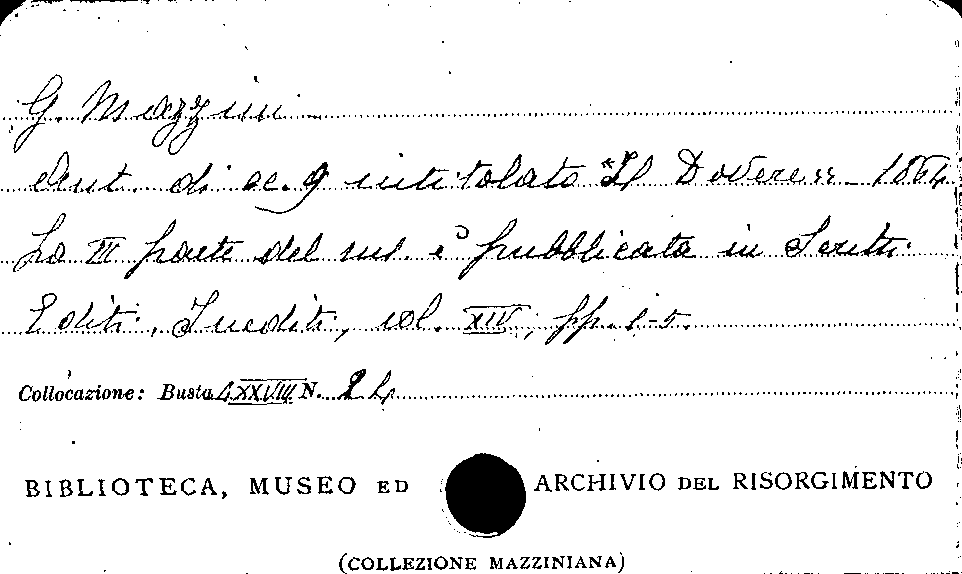 G. Mazzini
Aut. di cc. 9 intitolato "Il Dovere" - 1864
La III parte del ms. è pubblicata in Scritti
Editi, Inediti, vol. XIV, pp. 1-5.
Collocazione: Busta LXXVIII N. 24
BIBLIOTECA, MUSEO ED ARCHIVIO DEL RISORGIMENTO
(COLLEZIONE MAZZINIANA)